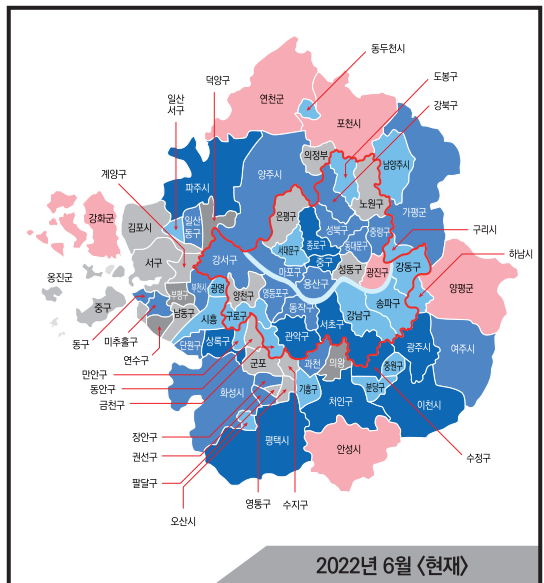 동두천시
도봉구
덕양구
일산
서구
연천군
강북구
포천시
의정부
남양주시
계양구
양주시
파주시
노원구
은평구
강화군
김포시
일산
동구
성북구
중랑구
가평군
구리시
서대문구
종로구
동대문구
하남시
서구
강서구
중구
마포구
성동구
광진구
강동구
옹진군
용산구
양평군
부평구
부천시
광명
양천구
영등포구
중구
남동구
동작구
송파구
강남구
시흥
구로구
서초구
동구
미추홀구
관악구
광주시
여주시
연수구
단원구
상록구
군포
과천
의왕
중원구
만안구
동안구
금천구
화성시
기흥구
분당구
처인구
이천시
장안구
권선구
평택시
안성시
수정구
팔달구
오산시
영통구
수지구
2022년 6월 〈현재〉